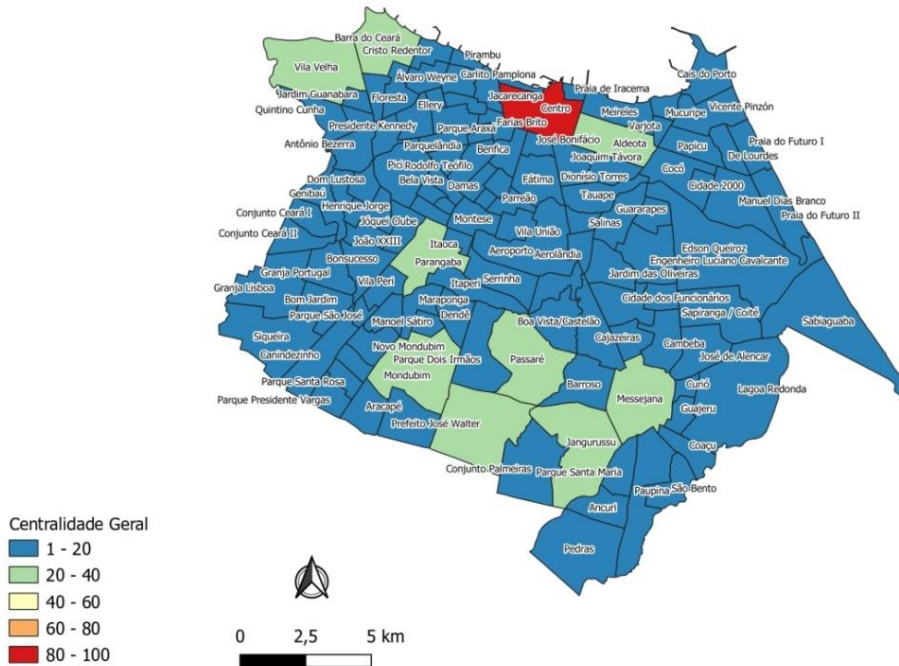 Barra do Ceará
Cristo Redentor
Pirambu
Vila Velha
Álvaro Weyne
Carlito Pamplona
Cais do Porto
Jardim Guanabara
Floresta
Jacarecanga
Praia de Iracema
Quintino Cunha
Ellery
Centro
Meireles
Mucuripe
Vicente Pinzón
Presidente Kennedy
Parque Araxá
Farias Brito
Varjota
Antônio Bezerra
Parquelândia
Benfica
José Bonifácio
Aldeota
Papicu
Praia do Futuro I
Joaquim Távora
De Lourdes
Pici
Rodolfo Teófilo
Dom Lustosa
Bela Vista
Damas
Fátima
Dionísio Torres
Cocó
Cidade 2000
Genibaú
Henrique Jorge
Parreão
Tauape
Manuel Dias Branco
Conjunto Ceará I
Jóquei Clube
Montese
Guararapes
Praia do Futuro II
Conjunto Ceará II
João XXIII
Itaoca
Vila União
Salinas
Bonsucesso
Parangaba
Aeroporto
Aerolândia
Edson Queiroz
Engenheiro Luciano Cavalcante
Granja Portugal
Vila Peri
Itaperi
Serrinha
Jardim das Oliveiras
Granja Lisboa
Bom Jardim
Maraponga
Cidade dos Funcionários
Parque São José
Manoel Sátiro
Dendê
Boa Vista/Castelão
Sapiranga / Coité
Sabiaguaba
Siqueira
Novo Mondubim
Cajazeiras
Cambeba
Canindezinho
Parque Dois Irmãos
Passaré
José de Alencar
Mondubim
Parque Santa Rosa
Barroso
Messejana
Curió
Lagoa Redonda
Parque Presidente Vargas
Aracapé
Guajeru
Prefeito José Walter
Jangurussu
Coaçu
Conjunto Palmeiras
Parque Santa Maria
Paupina
São Bento
Ancuri
Pedras
Centralidade Geral
1 - 20
20 - 40
40 - 60
60 - 80
80 - 100
0 2,5 5 km